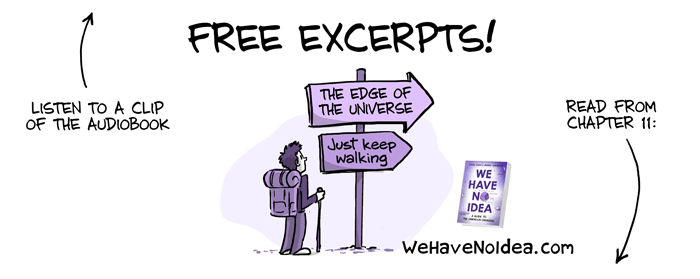 FREE EXCERPTS!
LISTEN TO A CLIP
OF THE AUDIOBOOK
THE EDGE OF
THE UNIVERSE
Just keep
walking
READ FROM
CHAPTER 11:
WE
HAVE
NO
IDEA
WeHaveNoIdea.com